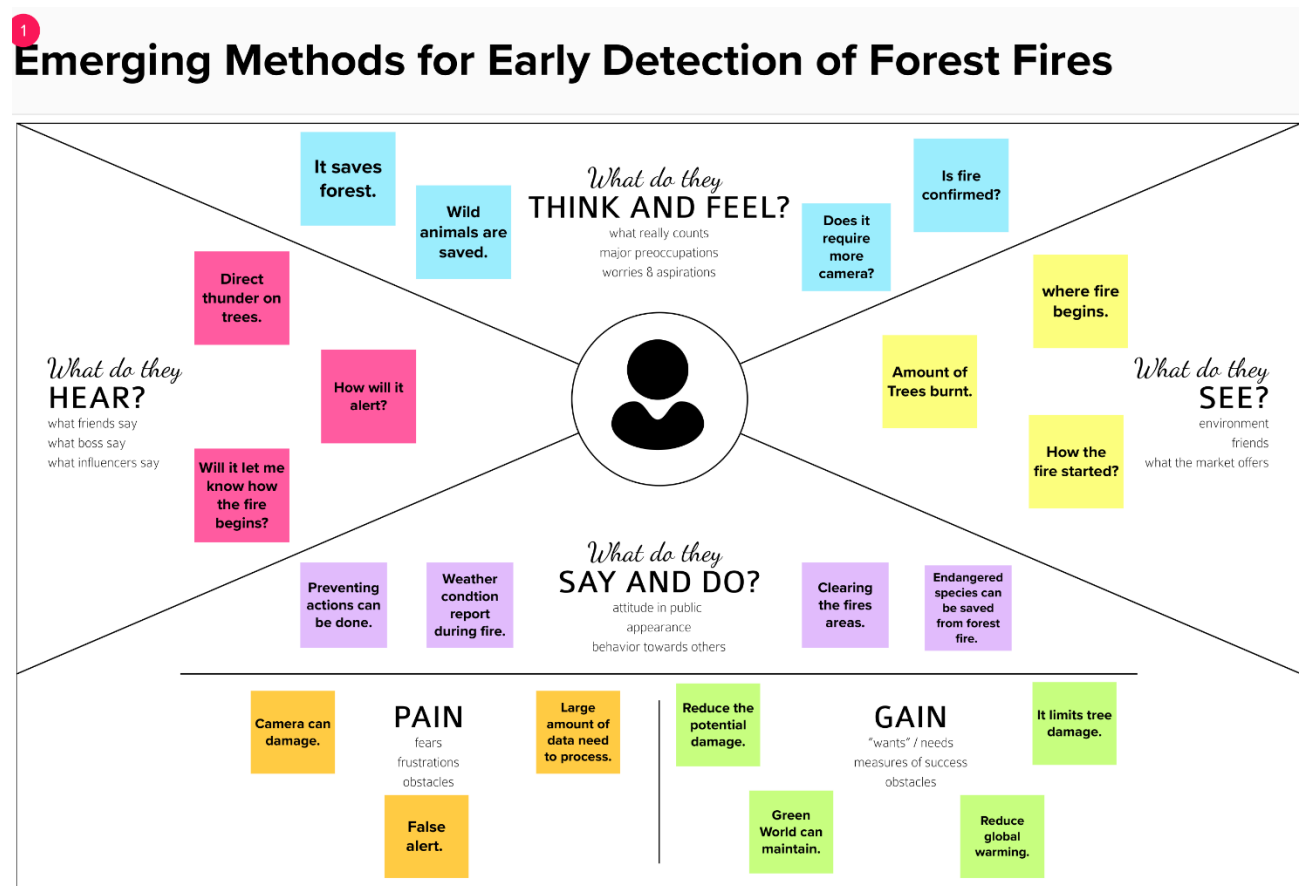 1
Emerging Methods for Early Detection of Forest Fires
What do they
THINK AND FEEL?
what really counts
major preoccupations
worries & aspirations
It saves
forest.
Wild
animals are
saved.
Does it
require
more
camera?
Is fire
confirmed?
What do they
HEAR?
what friends say
what boss say
what influencers say
Direct
thunder on
trees.
How will it
alert?
Will it let me
know how
the fire
begins?
What do they
SEE?
environment
friends
what the market offers
where fire
begins.
Amount of
Trees burnt.
How the
fire started?
What do they
SAY AND DO?
attitude in public
appearance
behavior towards others
Preventing
actions can
be done.
Weather
condtion
report
during fire.
Clearing
the fires
areas.
Endangered
species can
be saved
from forest
fire.
PAIN
fears
frustrations
obstacles
Camera can
damage.
Large
amount of
data need
to process.
False
alert.
GAIN
"wants" / needs
measures of success
obstacles
Reduce the
potential
damage.
It limits tree
damage.
Green
World can
maintain.
Reduce
global
warming.